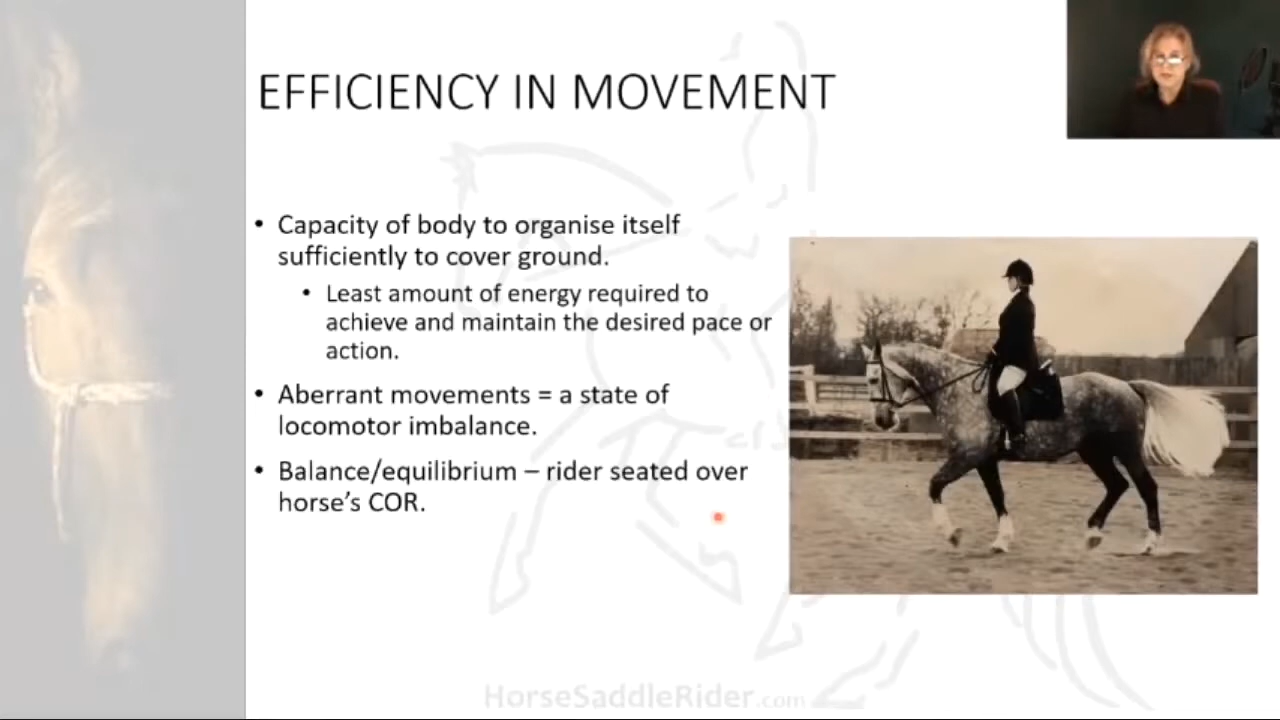 EFFICIENCY IN MOVEMENT
• Capacity of body to organise itself
sufficiently to cover ground.
• Least amount of energy required to
achieve and maintain the desired pace or
action.
• Aberrant movements = a state of
locomotor imbalance.
• Balance/equilibrium – rider seated over
horse's COR.
HorseSaddleRider.com